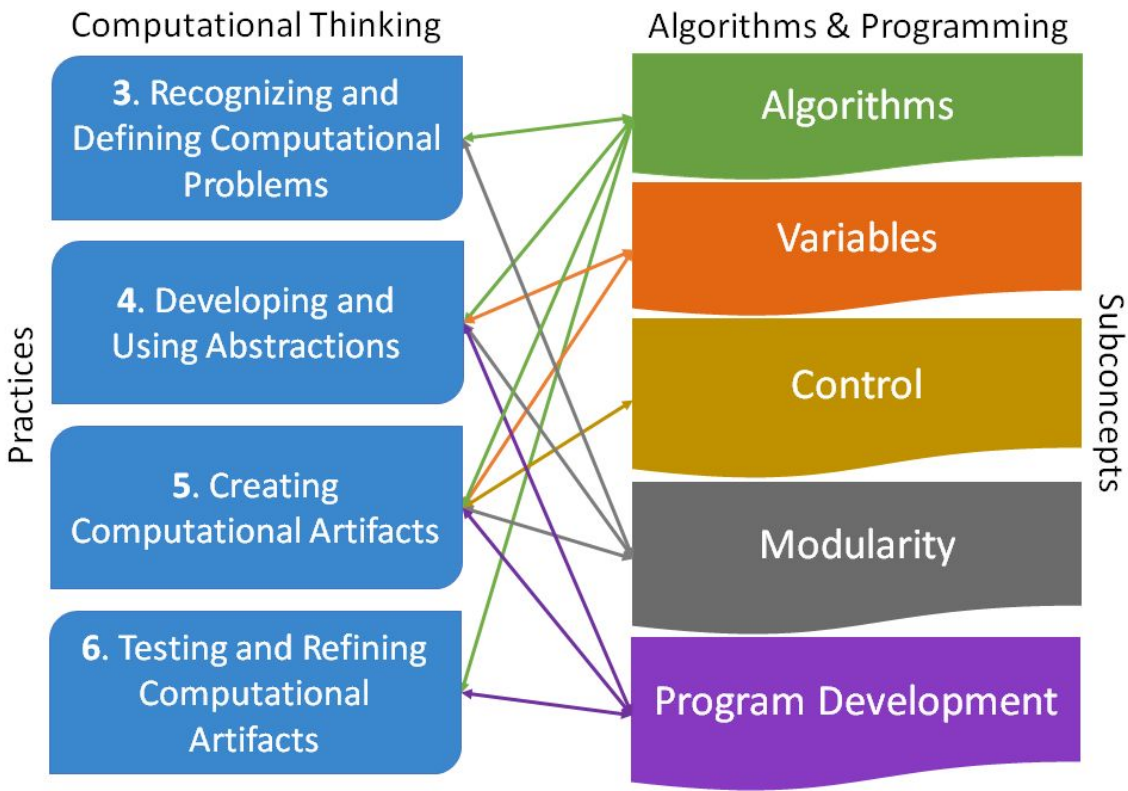 Computational Thinking
Algorithms & Programming
3. Recognizing and
Defining Computational
Problems
4. Developing and
Using Abstractions
5. Creating
Computational Artifacts
6. Testing and Refining
Computational
Artifacts
Practices
Algorithms
Variables
Control
Modularity
Program Development
Subconcepts